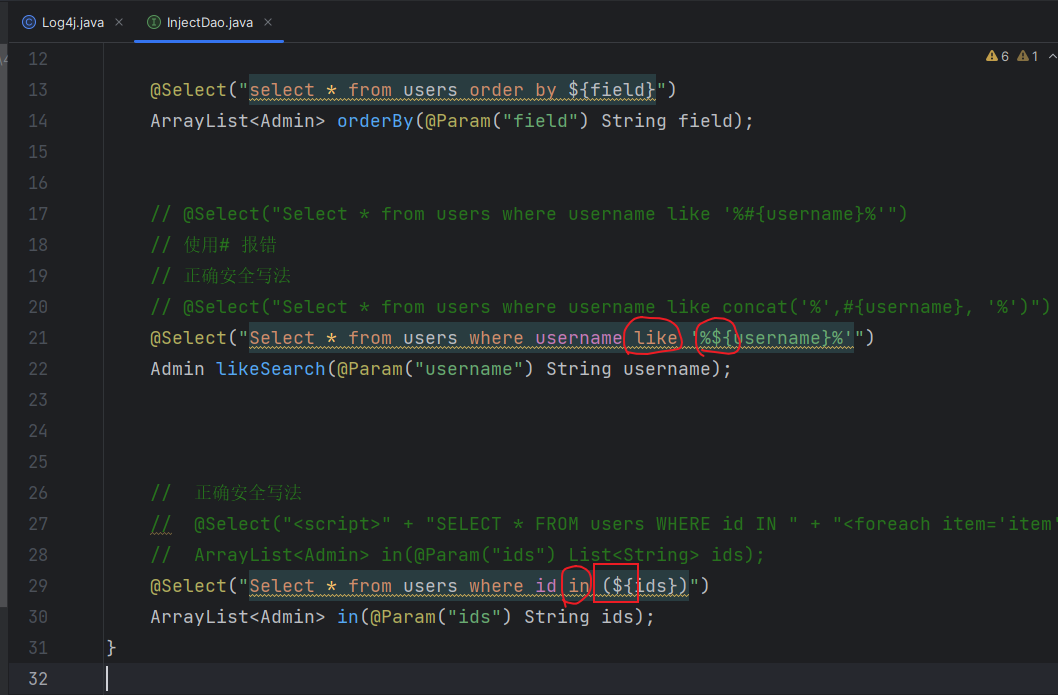 Log4j.java InjectDao.java
6 1
12
13 @Select("select * from users order by ${field}")
14 ArrayList<Admin> orderBy(@Param("field") String field);
15
16
17 // @Select("Select * from users where username like '%#{username}%'")
18 // 使用# 报错
19 // 正确安全写法
20 // @Select("Select * from users where username like concat('%',#{username}, '%')")
21 @Select("Select * from users where username like '%${username}%'")
22 Admin likeSearch(@Param("username") String username);
23
24
25
26 // 正确安全写法
27 // @Select("<script>" + "SELECT * FROM users WHERE id IN " + "<foreach item='item'
28 // ArrayList<Admin> in(@Param("ids") List<String> ids);
29 @Select("Select * from users where id in (${ids})")
30 ArrayList<Admin> in(@Param("ids") String ids);
31 }
32